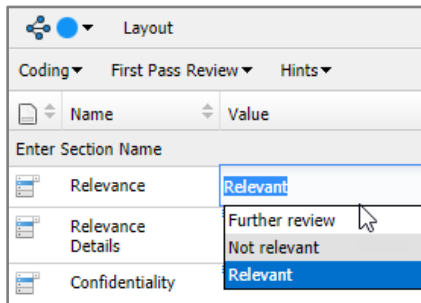 Layout
Coding First Pass Review Hints
Name Value
Enter Section Name
Relevance Relevant
Further review
Relevance
Details
Not relevant
Relevant
Confidentiality